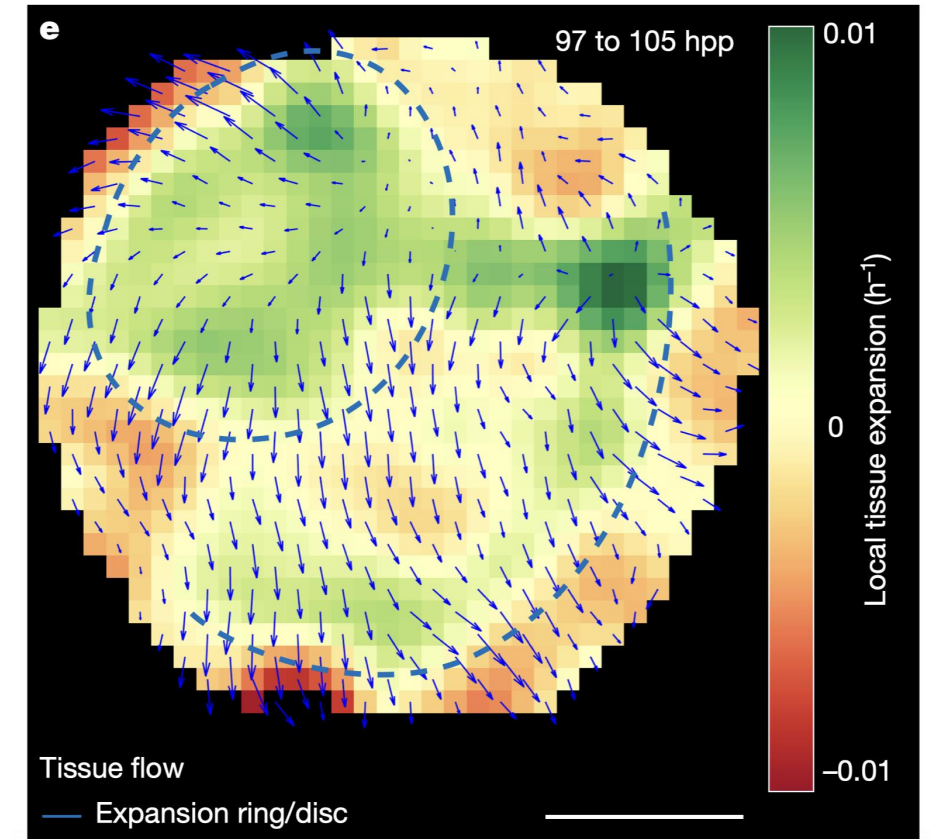 e
97 to 105 hpp
0.01
0
–0.01
Local tissue expansion (h⁻¹)
Tissue flow
Expansion ring/disc